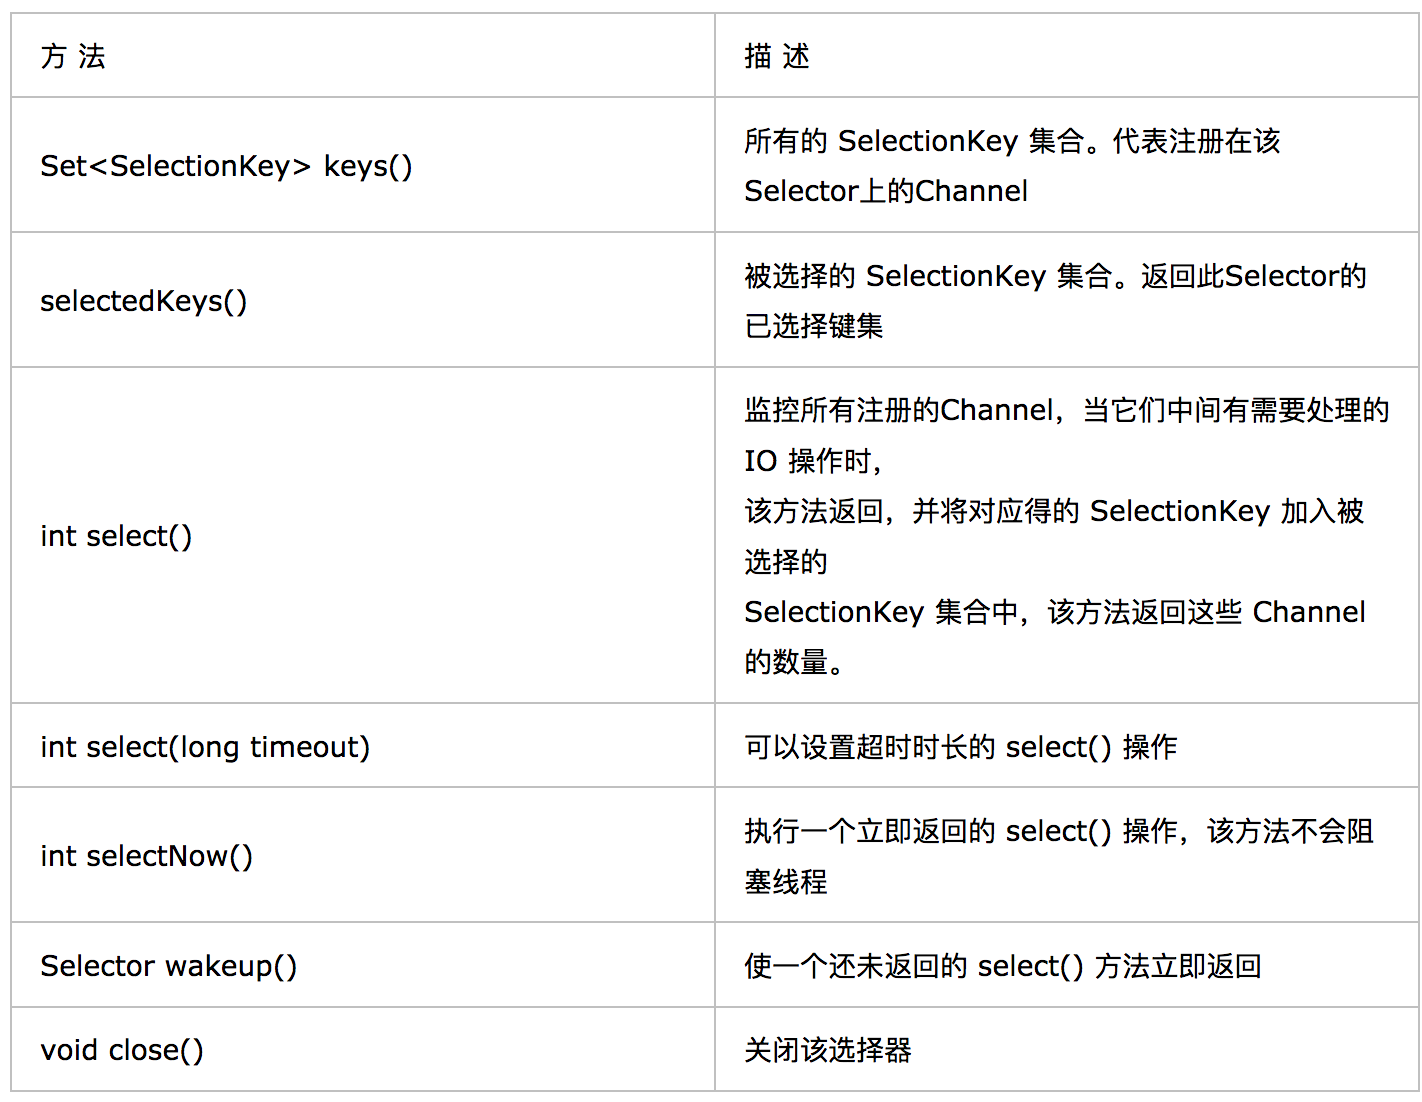 方 法
描 述
Set<SelectionKey> keys()
所有的 SelectionKey 集合。代表注册在该
Selector上的Channel
selectedKeys()
被选择的 SelectionKey 集合。返回此Selector的
已选择键集
int select()
监控所有注册的Channel，当它们中间有需要处理的
IO 操作时，
该方法返回，并将对应得的 SelectionKey 加入被
选择的
SelectionKey 集合中，该方法返回这些 Channel
的数量。
int select(long timeout)
可以设置超时时长的 select() 操作
int selectNow()
执行一个立即返回的 select() 操作，该方法不会阻
塞线程
Selector wakeup()
使一个还未返回的 select() 方法立即返回
void close()
关闭该选择器